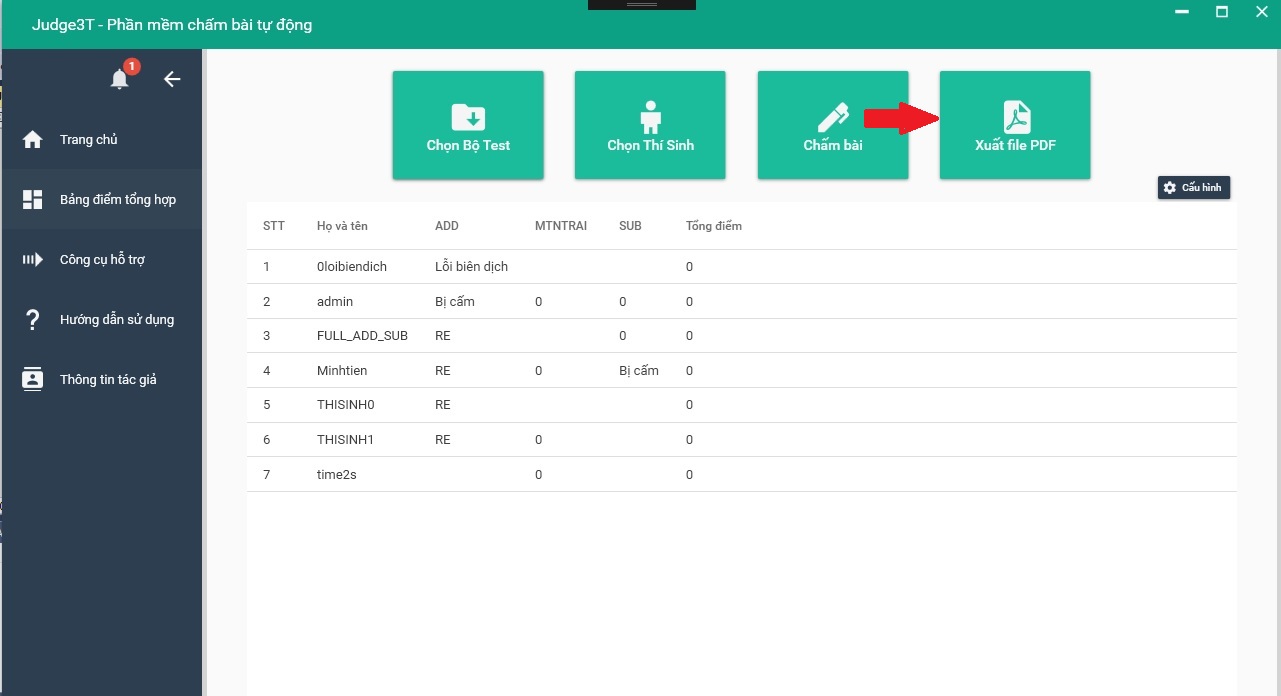 Judge3T - Phần mềm chấm bài tự động
1
Trang chủ
Bảng điểm tổng hợp
Công cụ hỗ trợ
Hướng dẫn sử dụng
Thông tin tác giả
Chọn Bộ Test
Chọn Thí Sinh
Chấm bài
Xuất file PDF
Cấu hình
STT Họ và tên ADD MTNTRAI SUB Tổng điểm
1 0loibiendich Lỗi biên dịch 0
2 admin Bị cấm 0 0 0
3 FULL_ADD_SUB RE 0 0
4 Minhtien RE 0 Bị cấm 0
5 THISINH0 RE 0
6 THISINH1 RE 0 0
7 time2s 0 0